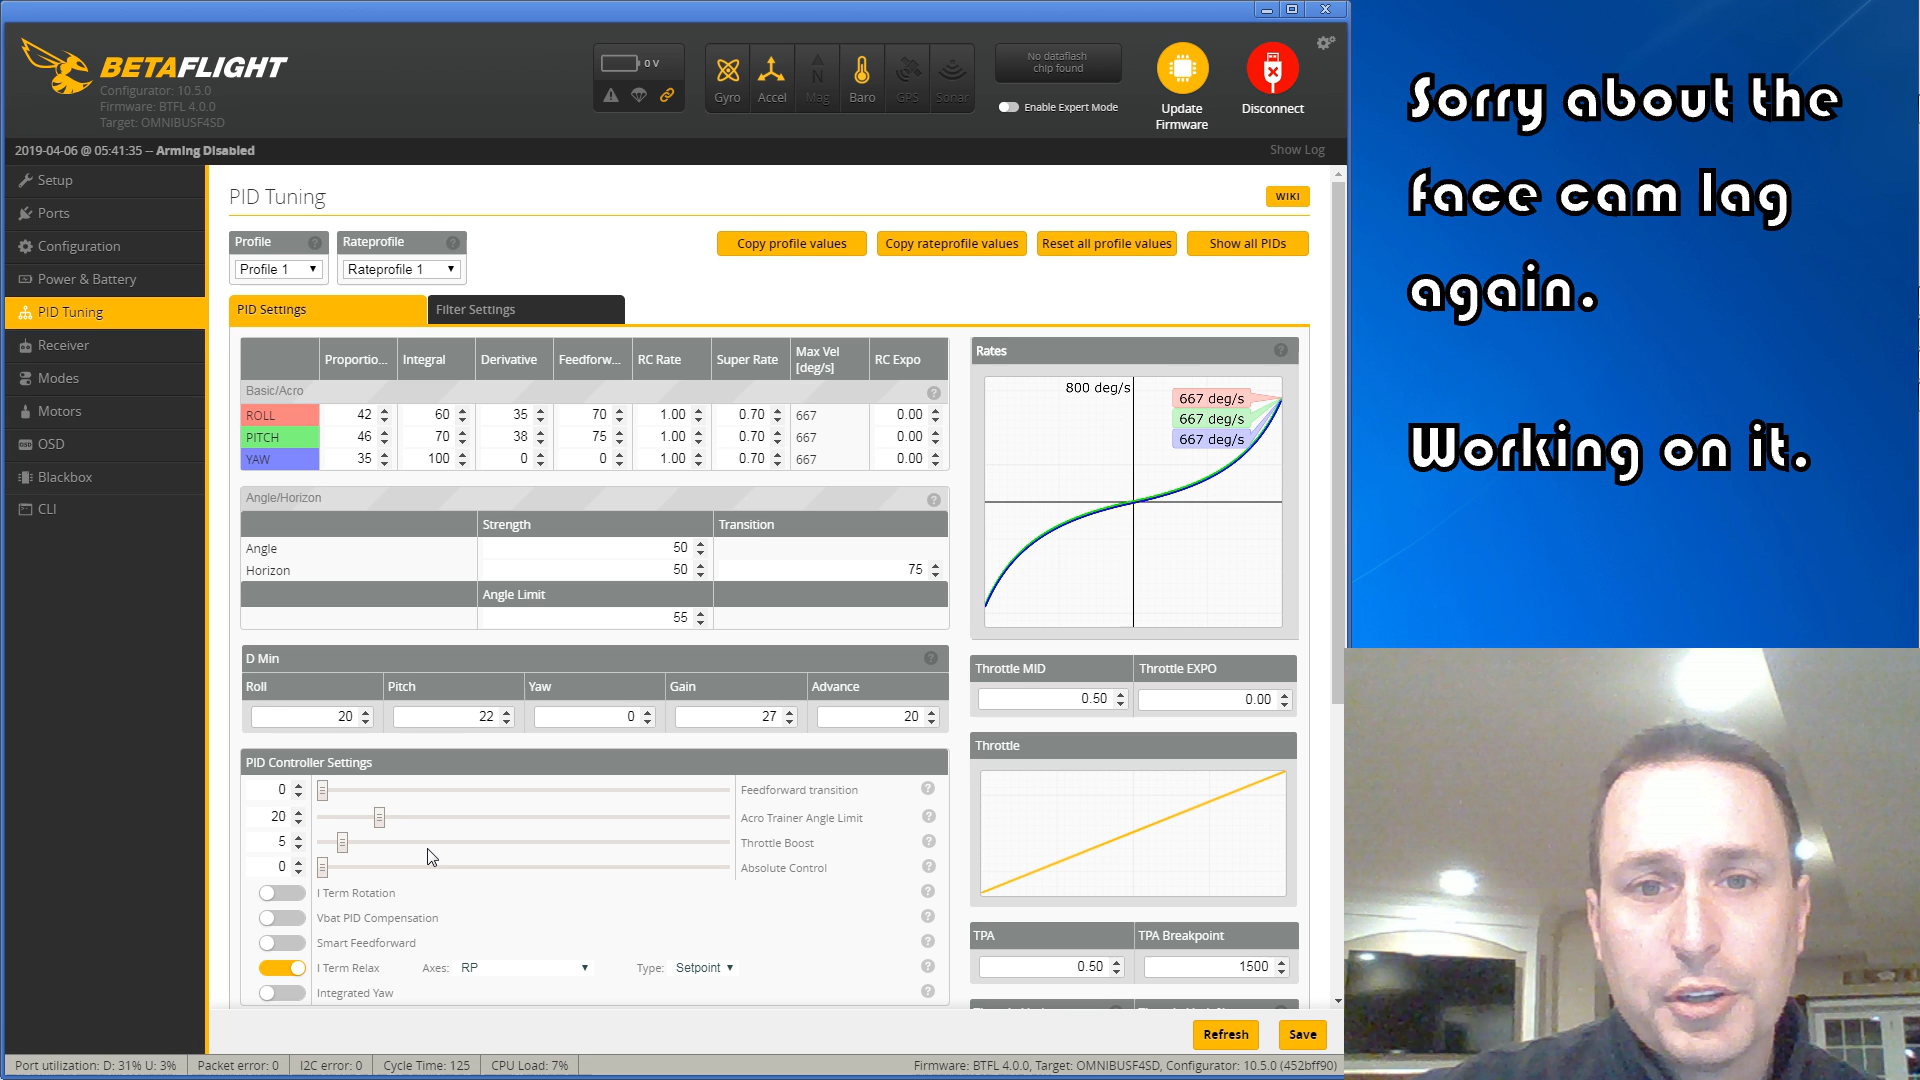 BETAFLIGHT
Configurator: 10.5.0
Firmware: BTFL 4.0.0
Target: OMNIBUSF4SD
0 V
Gyro
Accel
Mag
Baro
GPS
Sonar
No dataflash
chip found
Enable Expert Mode
Update
Firmware
Disconnect
2019-04-06 @ 05:41:35 -- Arming Disabled
Show Log
Setup
Ports
Configuration
Power & Battery
PID Tuning
Receiver
Modes
Motors
OSD
Blackbox
CLI
PID Tuning
WIKI
Profile
Rateprofile
Profile 1
Rateprofile 1
Copy profile values
Copy rateprofile values
Reset all profile values
Show all PIDs
PID Settings
Filter Settings
Proportio... Integral Derivative Feedforw... RC Rate Super Rate Max Vel [deg/s] RC Expo
Basic/Acro
ROLL 42 60 35 70 1.00 0.70 667 0.00
PITCH 46 70 38 75 1.00 0.70 667 0.00
YAW 35 100 0 0 1.00 0.70 667 0.00
Angle/Horizon
Strength Transition
Angle 50
Horizon 50 75
Angle Limit
55
D Min
Roll Pitch Yaw Gain Advance
20 22 0 27 20
PID Controller Settings
0 Feedforward transition
20 Acro Trainer Angle Limit
5 Throttle Boost
0 Absolute Control
I Term Rotation
Vbat PID Compensation
Smart Feedforward
I Term Relax Axes: RP Type: Setpoint
Integrated Yaw
Rates
800 deg/s
667 deg/s
667 deg/s
667 deg/s
Throttle MID Throttle EXPO
0.50 0.00
Throttle
TPA TPA Breakpoint
0.50 1500
Refresh
Save
Port utilization: D: 31% U: 3% Packet error: 0 I2C error: 0 Cycle Time: 125 CPU Load: 7%
Firmware: BTFL 4.0.0, Target: OMNIBUSF4SD, Configurator: 10.5.0 (452bff90)
Sorry about the
face cam lag
again.
Working on it.